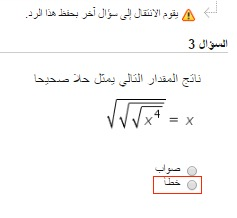 يقوم الانتقال إلى سؤال آخر بحفظ هذا الرد.
السؤال 3
ناتج المقدار التالي يمثل حلا صحيحا
√√√x⁴ = x
صواب
خطأ